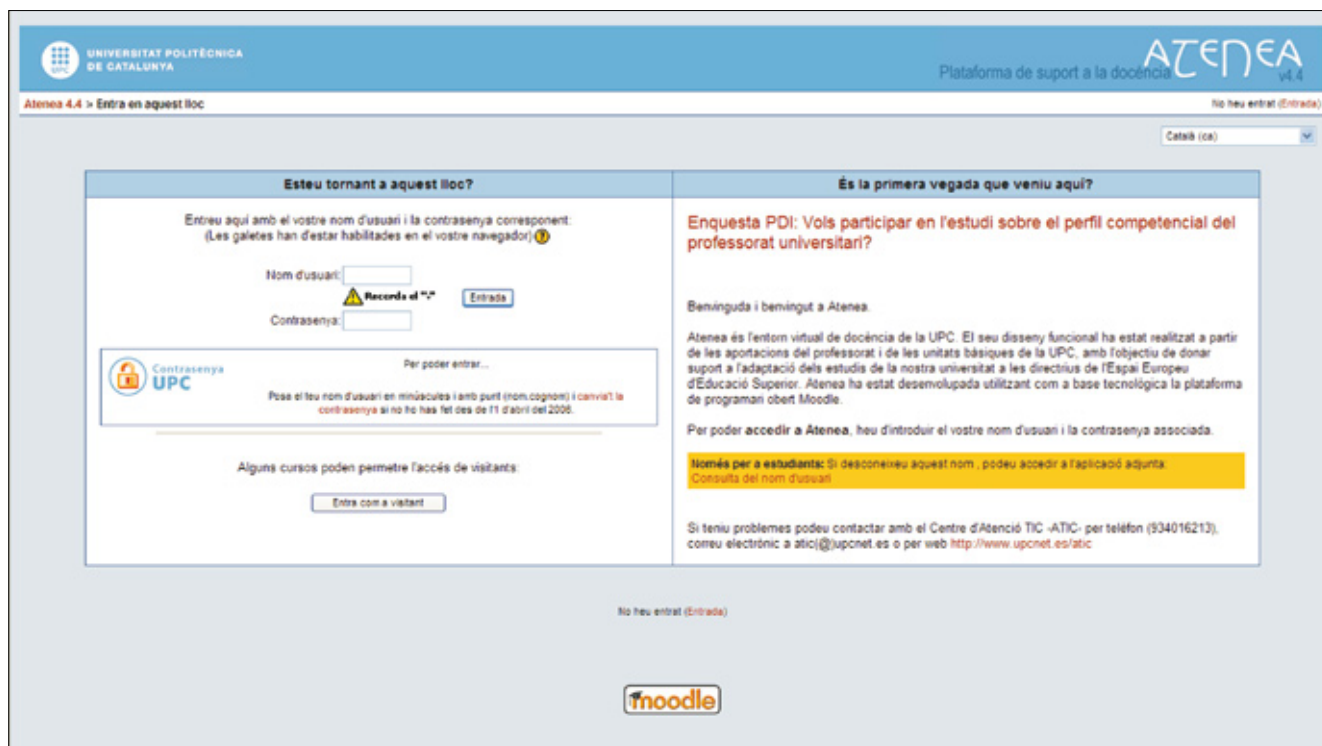 UNIVERSITAT POLITÈCNICA
DE CATALUNYA
UPC
Plataforma de suport a la docència
ATENEA
v4.4
Atenea 4.4 > Entra en aquest lloc
No heu entrat (Entrada)
Català (ca)
Esteu tornant a aquest lloc?
Entreu aquí amb el vostre nom d'usuari i la contrasenya corresponent:
(Les galetes han d'estar habilitades en el vostre navegador) ?
Nom d'usuari:
Recorda el "."
Entrada
Contrasenya:
Contrasenya
UPC
Per poder entrar...
Posa el teu nom d'usuari en minúscules i amb punt (nom.cognom) i canvia't la
contrasenya si no ho has fet des de l'1 d'abril del 2008.
Alguns cursos poden permetre l'accés de visitants:
Entra com a visitant
És la primera vegada que veniu aquí?
Enquesta PDI: Vols participar en l'estudi sobre el perfil competencial del
professorat universitari?
Benvinguda i benvingut a Atenea.
Atenea és l'entorn virtual de docència de la UPC. El seu disseny funcional ha estat realitzat a partir
de les aportacions del professorat i de les unitats bàsiques de la UPC, amb l'objectiu de donar
suport a l'adaptació dels estudis de la nostra universitat a les directrius de l'Espai Europeu
d'Educació Superior. Atenea ha estat desenvolupada utilitzant com a base tecnològica la plataforma
de programari obert Moodle.
Per poder accedir a Atenea, heu d'introduir el vostre nom d'usuari i la contrasenya associada.
Només per a estudiants: Si desconeixeu aquest nom , podeu accedir a l'aplicació adjunta:
Consulta del nom d'usuari
Si teniu problemes podeu contactar amb el Centre d'Atenció TIC -ATIC- per telèfon (934016213),
correu electrònic a atic(@)upcnet.es o per web http://www.upcnet.es/atic
No heu entrat (Entrada)
moodle